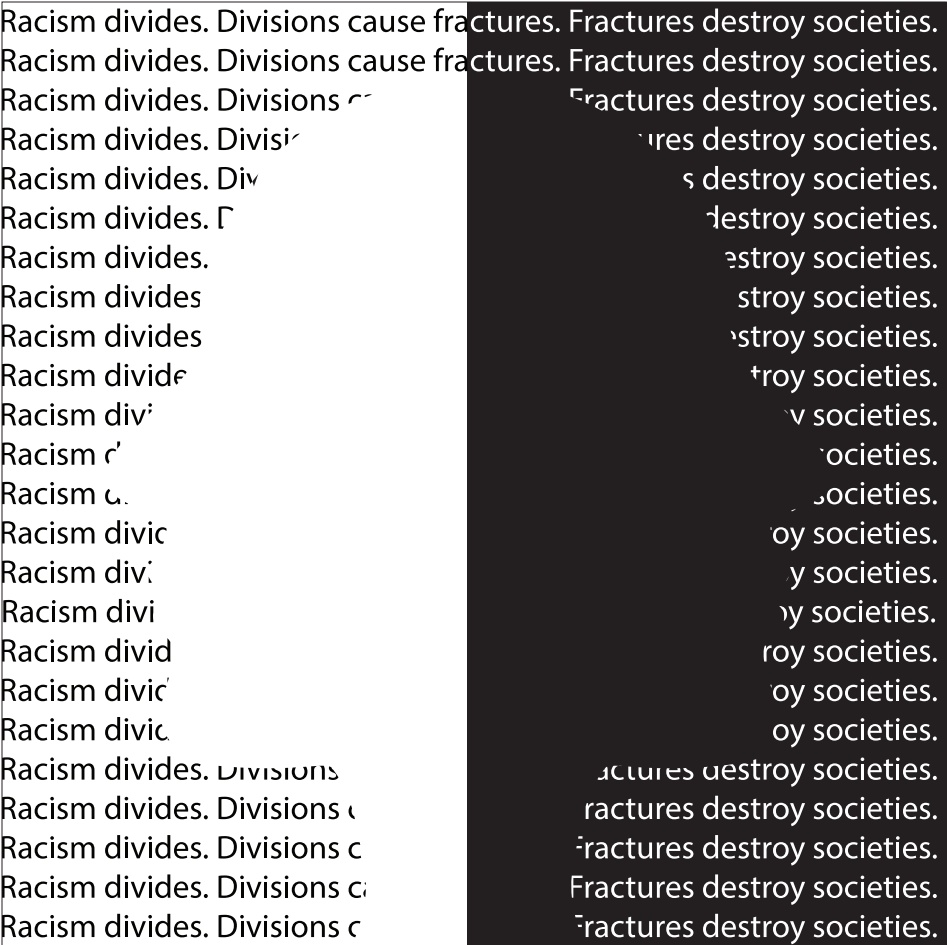 Racism divides. Divisions cause fractures. Fractures destroy societies.
Racism divides. Divisions cause fractures. Fractures destroy societies.
Racism divides. Divisions Fractures destroy societies.
Racism divides. destroy societies.
Racism divides. destroy societies.
Racism divides. destroy societies.
Racism divides. societies.
Racism divides societies.
Racism divides societies.
Racism societies.
Racism societies.
Racism
Racism
Racism societies.
Racism societies.
Racism societies.
Racism societies.
Racism societies.
Racism societies.
Racism divides. Divisions destroy societies.
Racism divides. Divisions destroy societies.
Racism divides. Divisions Fractures destroy societies.
Racism divides. Divisions Fractures destroy societies.
Racism divides. Divisions Fractures destroy societies.